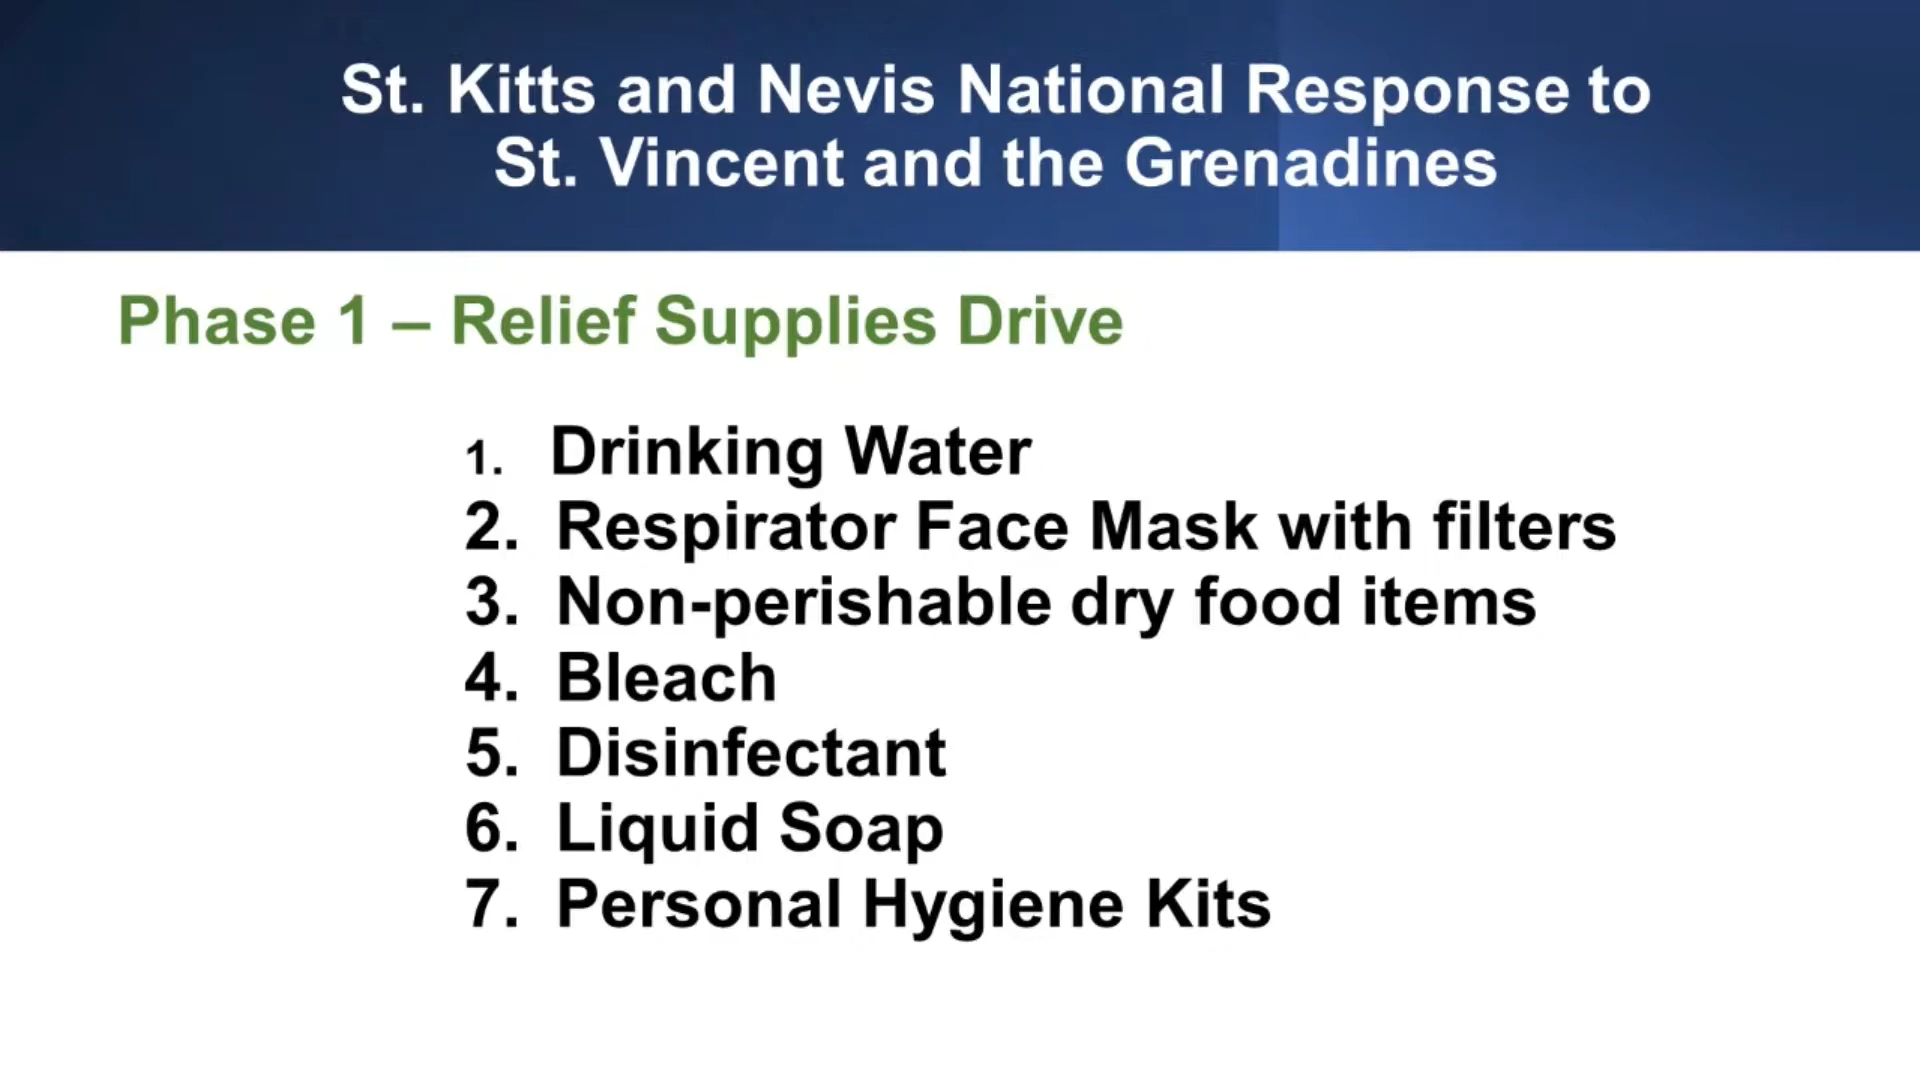 St. Kitts and Nevis National Response to
St. Vincent and the Grenadines
Phase 1 – Relief Supplies Drive
1. Drinking Water
2. Respirator Face Mask with filters
3. Non-perishable dry food items
4. Bleach
5. Disinfectant
6. Liquid Soap
7. Personal Hygiene Kits